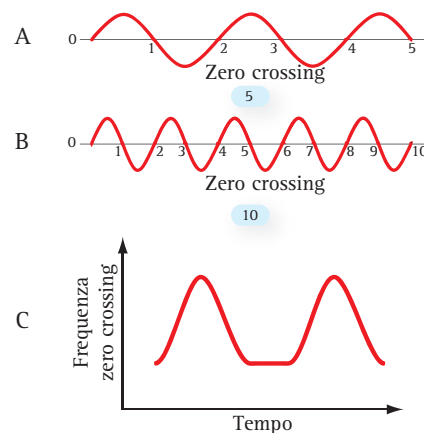 A
0
1 2 3 4 5
Zero crossing
5
B
0
1 2 3 4 5 6 7 8 9 10
Zero crossing
10
C
Frequenza
zero crossing
Tempo